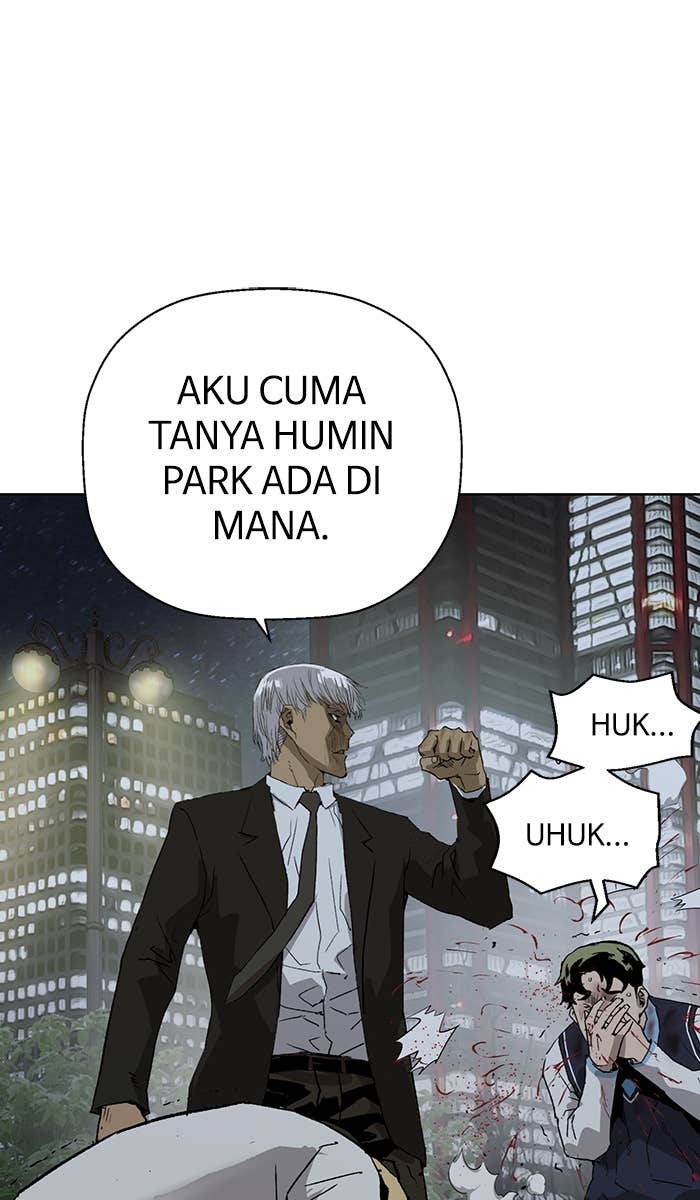 AKU CUMA
TANYA HUMIN
PARK ADA DI
MANA.
HUK...
UHUK...